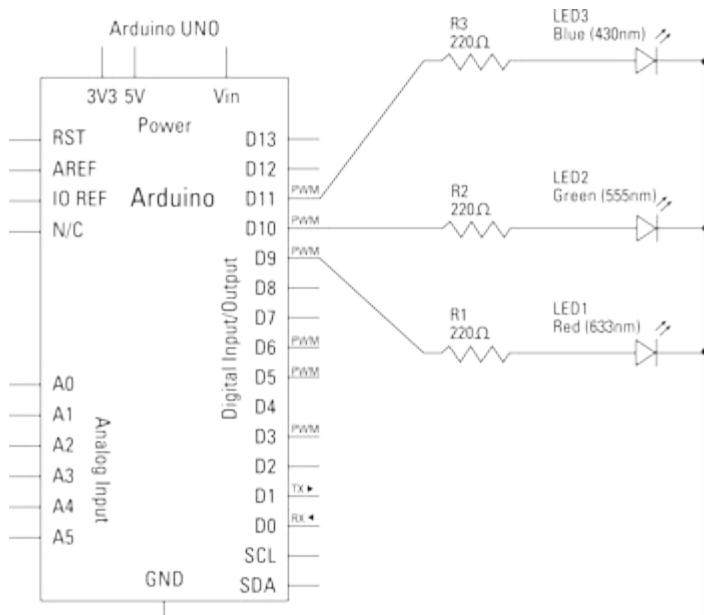 Arduino UNO
3V3 5V Vin
Power
Arduino
RST
AREF
IO REF
N/C
A0
A1
A2
A3
A4
A5
Analog Input
GND
D13
D12
D11 PWM
D10 PWM
D9 PWM
D8
D7
D6 PWM
D5 PWM
D4
D3 PWM
D2
D1 TX ▶
D0 RX ◀
SCL
SDA
Digital Input/Output
R3
220Ω
LED3
Blue (430nm)
R2
220Ω
LED2
Green (555nm)
R1
220Ω
LED1
Red (633nm)